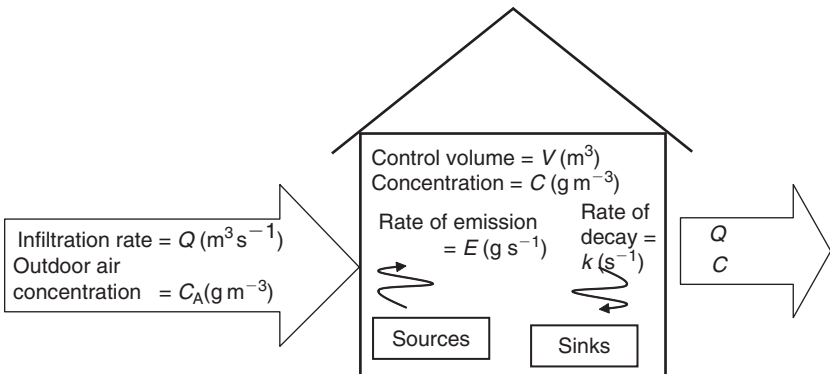 Control volume = V (m³)
Concentration = C (g m⁻³)
Infiltration rate = Q (m³ s⁻¹)
Outdoor air
concentration = C_A(g m⁻³)
Rate of emission
= E (g s⁻¹)
Rate of
decay =
k (s⁻¹)
Sources
Sinks
Q
C